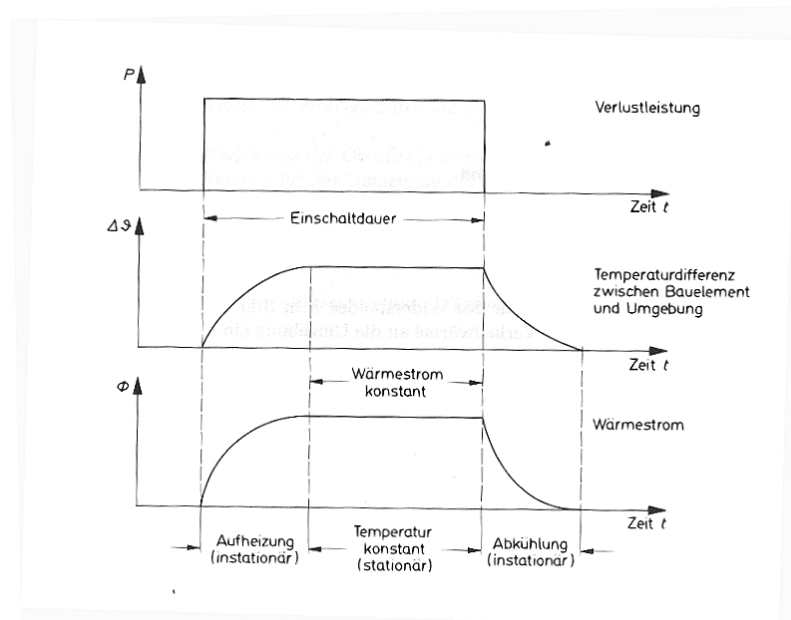 P
Verlustleistung
Zeit t
Einschaltdauer
Δϑ
Temperaturdifferenz
zwischen Bauelement
und Umgebung
Zeit t
Wärmestrom
konstant
Φ
Wärmestrom
Zeit t
Aufheizung
(instationär)
Temperatur
konstant
(stationär)
Abkühlung
(instationär)